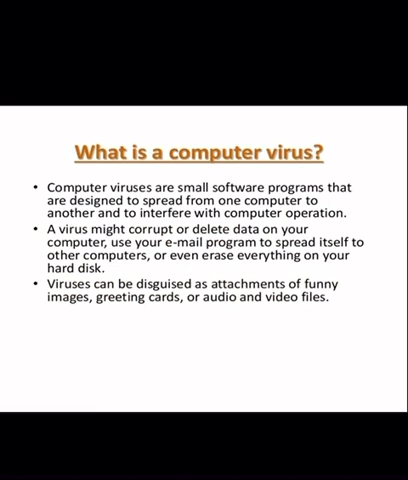 What is a computer virus?
• Computer viruses are small software programs that
are designed to spread from one computer to
another and to interfere with computer operation.
• A virus might corrupt or delete data on your
computer, use your e-mail program to spread itself to
other computers, or even erase everything on your
hard disk.
• Viruses can be disguised as attachments of funny
images, greeting cards, or audio and video files.